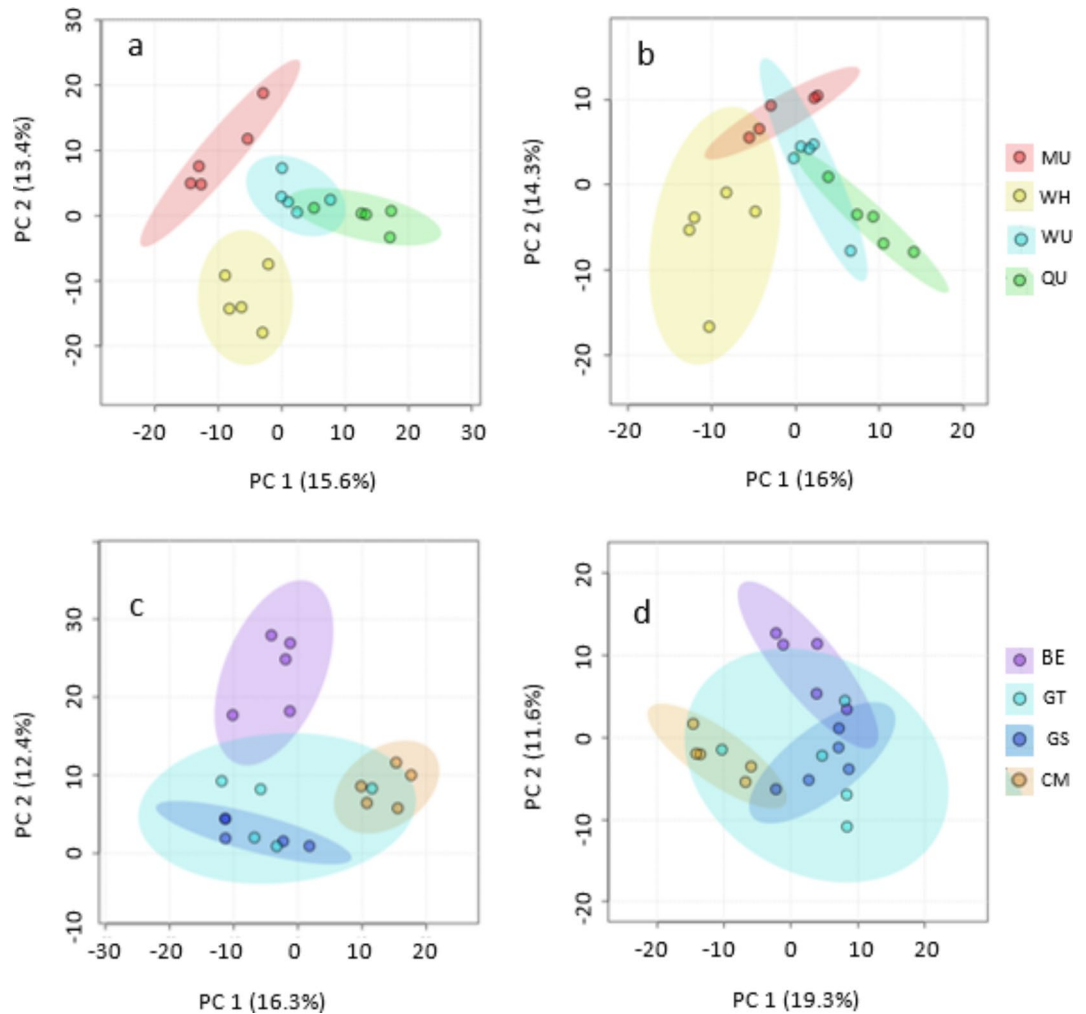 a
30
20
10
0
-10
-20
PC 2 (13.4%)
-20 -10 0 10 20 30
PC 1 (15.6%)
b
10
0
-10
-20
PC 2 (14.3%)
-20 -10 0 10 20
PC 1 (16%)
MU
WH
WU
QU
c
30
20
10
0
-10
PC 2 (12.4%)
-30 -20 -10 0 10 20
PC 1 (16.3%)
d
20
10
0
-10
-20
PC 2 (11.6%)
-20 -10 0 10 20
PC 1 (19.3%)
BE
GT
GS
CM